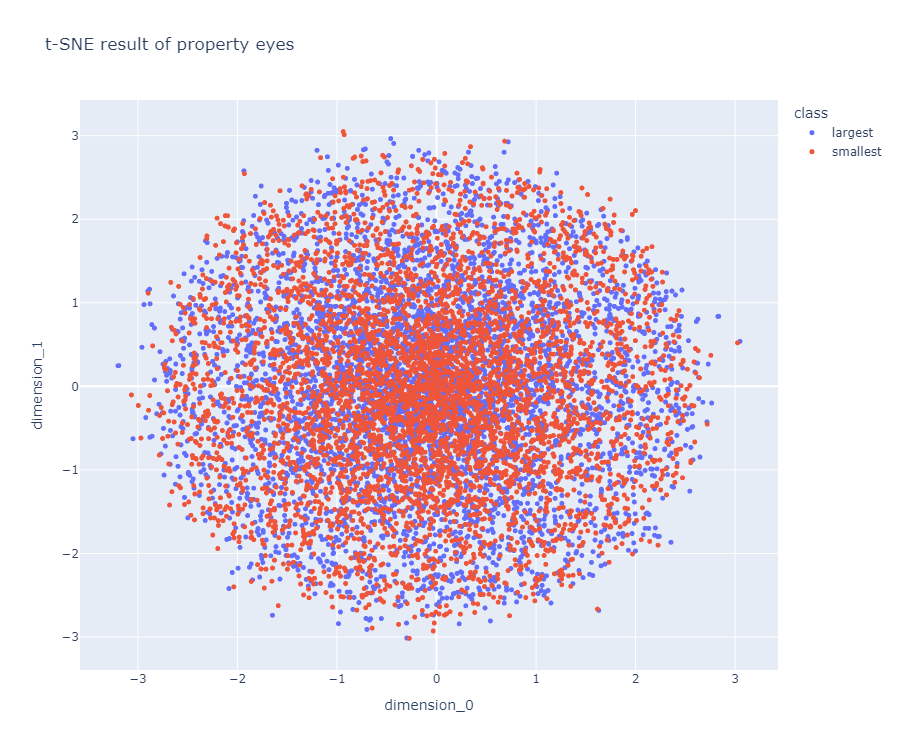 t-SNE result of property eyes
class
largest
smallest
dimension_1
3
2
1
0
−1
−2
−3
−3
−2
−1
0
1
2
3
dimension_0